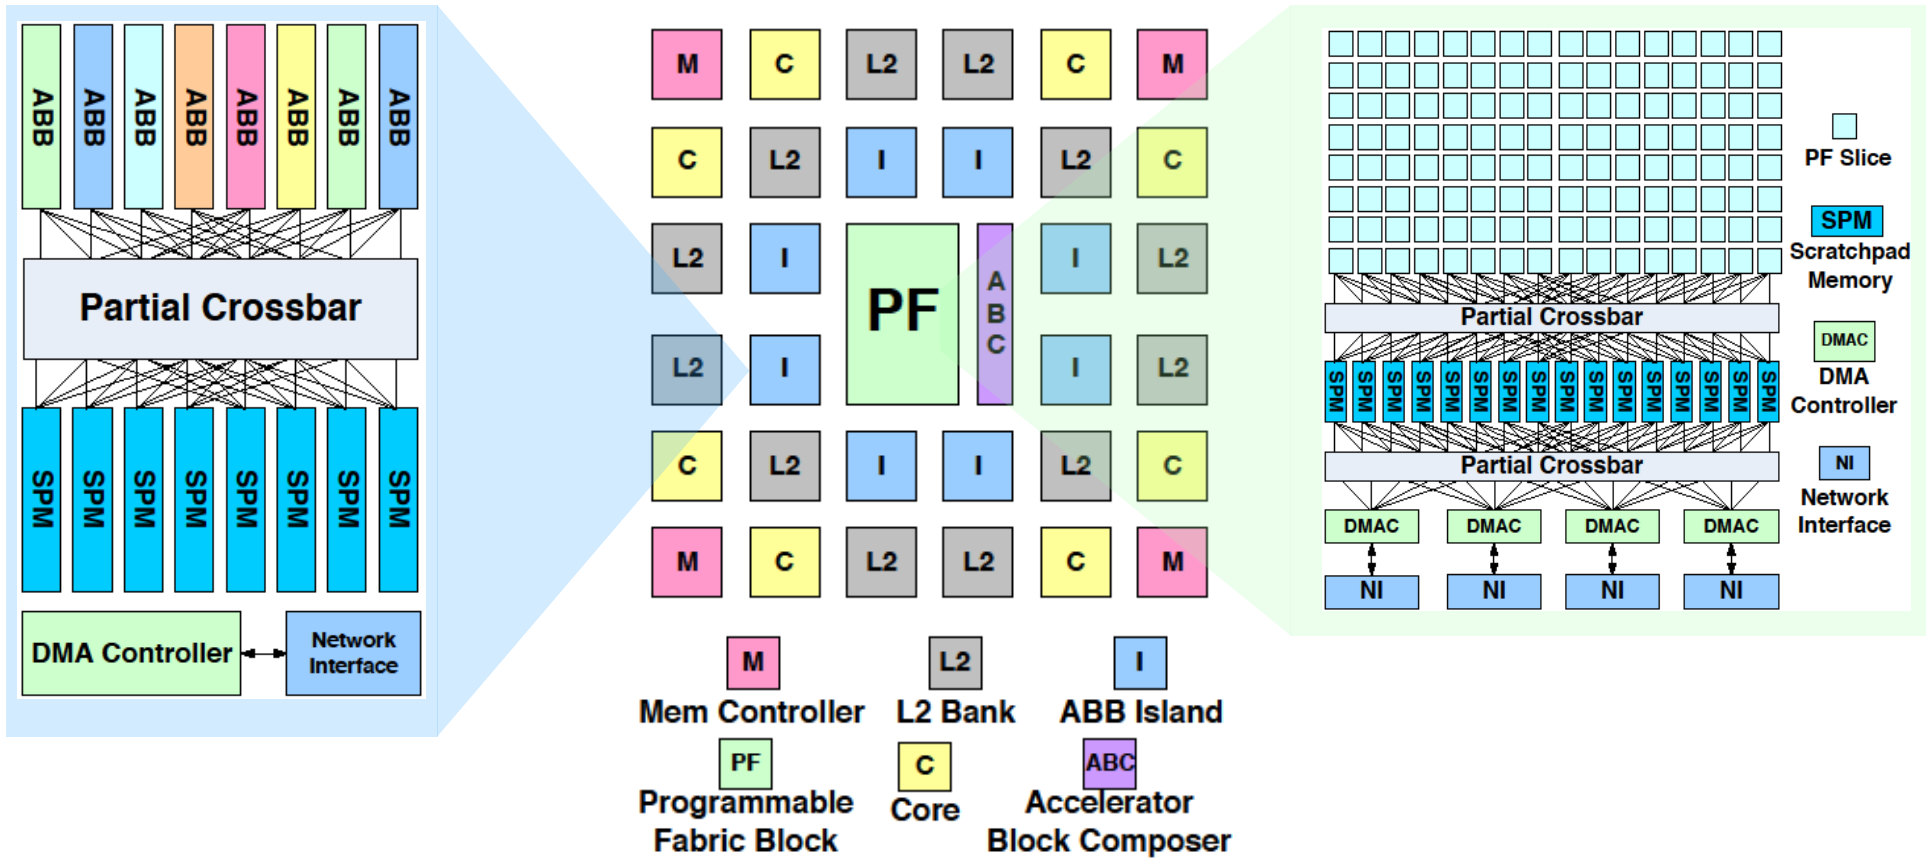 ABB ABB ABB ABB ABB ABB ABB ABB
Partial Crossbar
SPM SPM SPM SPM SPM SPM SPM SPM
DMA Controller
Network
Interface
M C L2 L2 C M
C L2 I I L2 C
L2 I I L2
PF
A
B
C
L2 I I L2
C L2 I I L2 C
M C L2 L2 C M
M
Mem Controller
L2
L2 Bank
I
ABB Island
PF
Programmable
Fabric Block
C
Core
ABC
Accelerator
Block Composer
Partial Crossbar
SPM SPM SPM SPM SPM SPM SPM SPM SPM SPM SPM SPM SPM SPM SPM SPM
Partial Crossbar
DMAC DMAC DMAC DMAC
NI NI NI NI
PF Slice
SPM
Scratchpad
Memory
DMAC
DMA
Controller
NI
Network
Interface